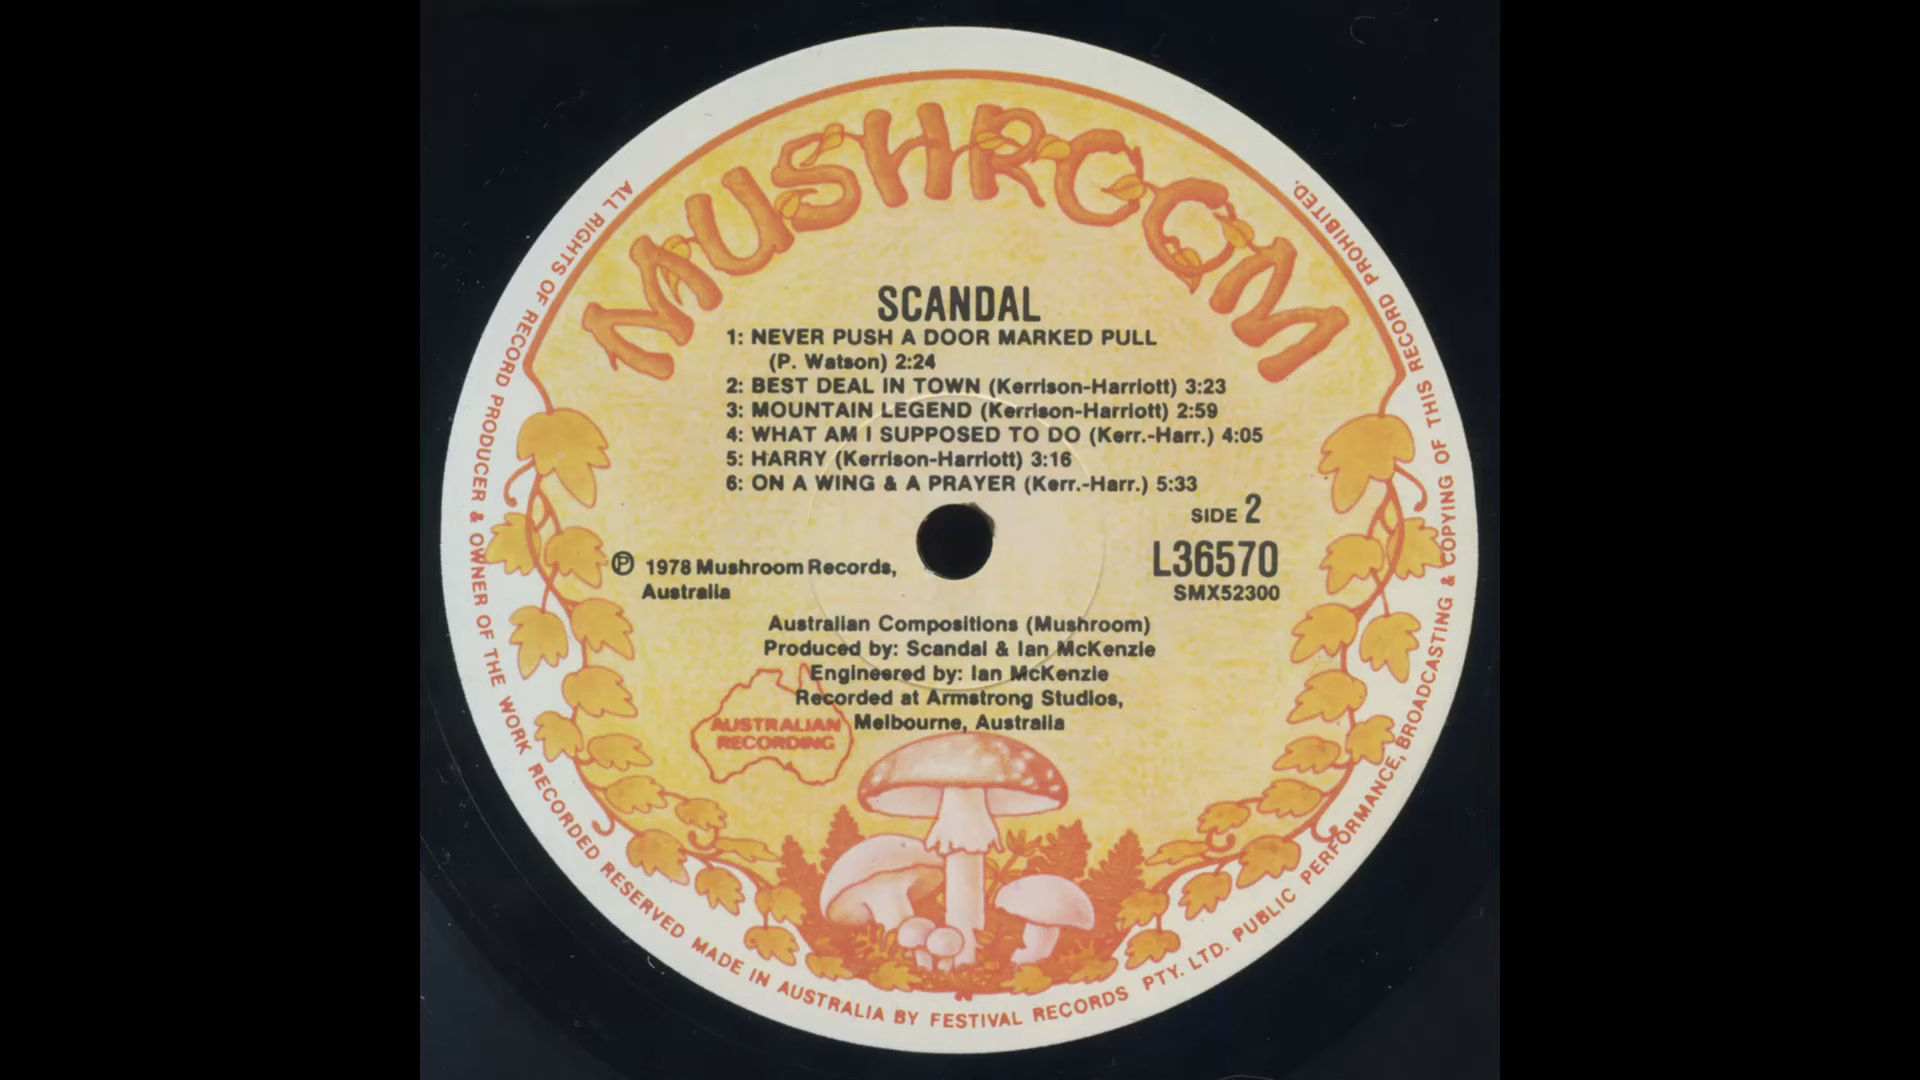 MUSHROOM
SCANDAL
1: NEVER PUSH A DOOR MARKED PULL
(P. Watson) 2:24
2: BEST DEAL IN TOWN (Kerrison-Harriott) 3:23
3: MOUNTAIN LEGEND (Kerrison-Harriott) 2:59
4: WHAT AM I SUPPOSED TO DO (Kerr.-Harr.) 4:05
5: HARRY (Kerrison-Harriott) 3:16
6: ON A WING & A PRAYER (Kerr.-Harr.) 5:33
SIDE 2
L36570
SMX52300
℗ 1978 Mushroom Records,
Australia
Australian Compositions (Mushroom)
Produced by: Scandal & Ian McKenzie
Engineered by: Ian McKenzie
Recorded at Armstrong Studios,
Melbourne, Australia
AUSTRALIAN
RECORDING
ALL RIGHTS OF RECORD PRODUCER & OWNER OF THE WORK RECORDED RESERVED MADE IN AUSTRALIA BY FESTIVAL RECORDS PTY. LTD. PUBLIC PERFORMANCE, BROADCASTING & COPYING OF THIS RECORD PROHIBITED.